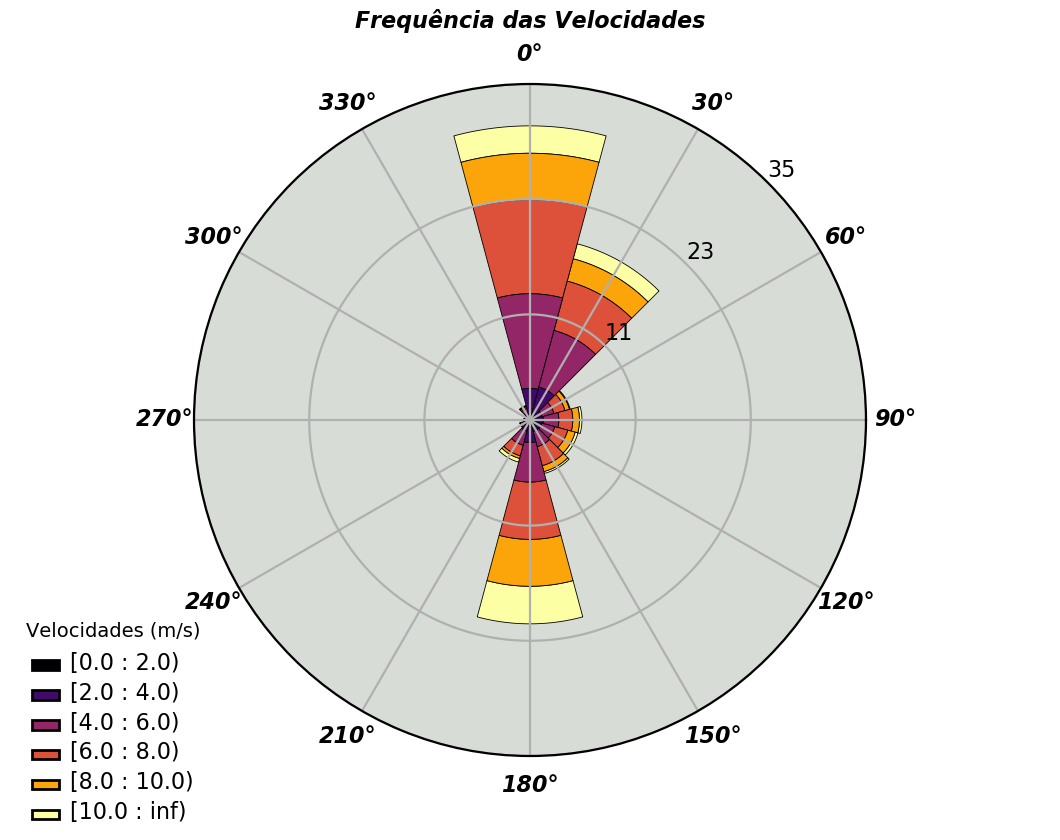 Frequência das Velocidades
0°
330°
30°
35
300°
60°
23
11
270°
90°
240°
120°
Velocidades (m/s)
[0.0 : 2.0)
[2.0 : 4.0)
[4.0 : 6.0)
[6.0 : 8.0)
[8.0 : 10.0)
[10.0 : inf)
210°
150°
180°